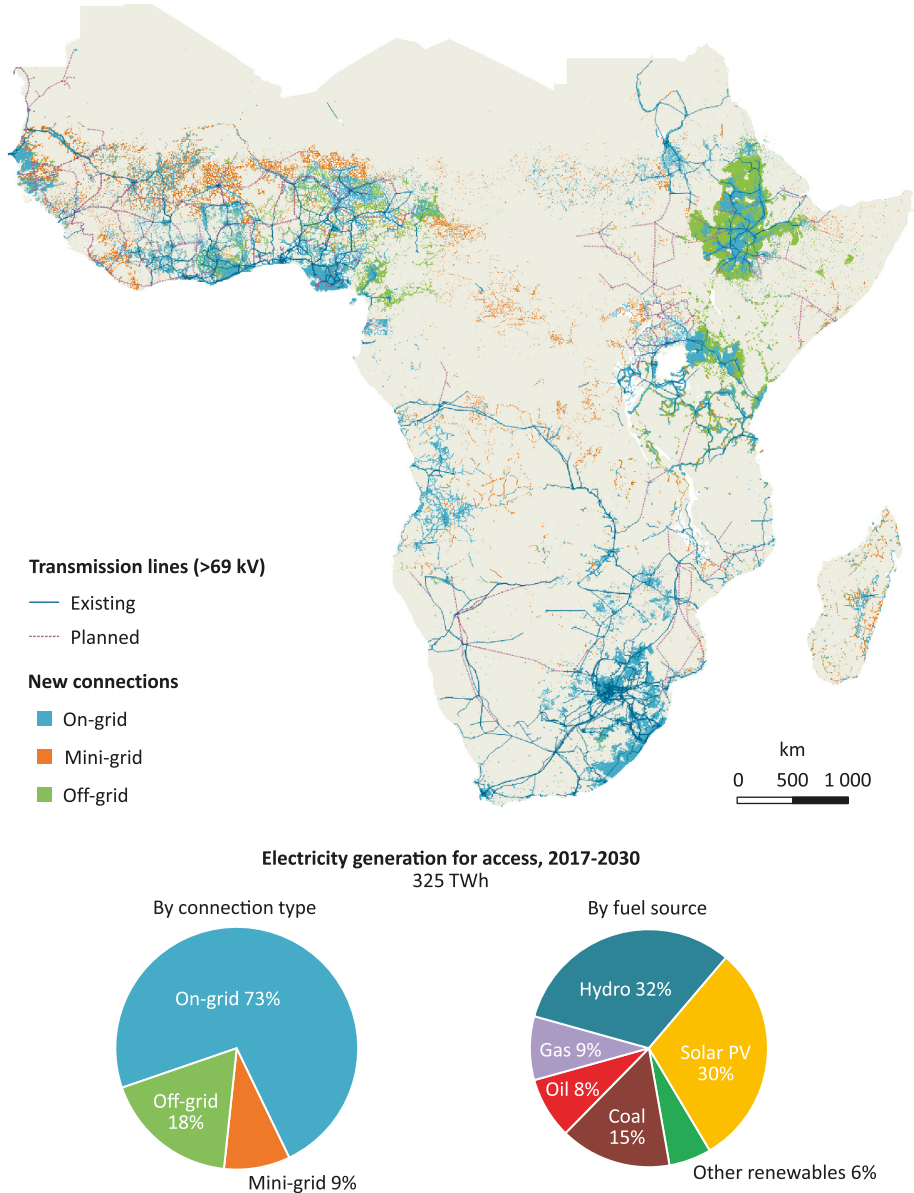 Transmission lines (>69 kV)
Existing
Planned
New connections
On-grid
Mini-grid
Off-grid
km
0 500 1 000
Electricity generation for access, 2017-2030
325 TWh
By connection type
On-grid 73%
Off-grid
18%
Mini-grid 9%
By fuel source
Hydro 32%
Gas 9%
Solar PV
30%
Oil 8%
Coal
15%
Other renewables 6%